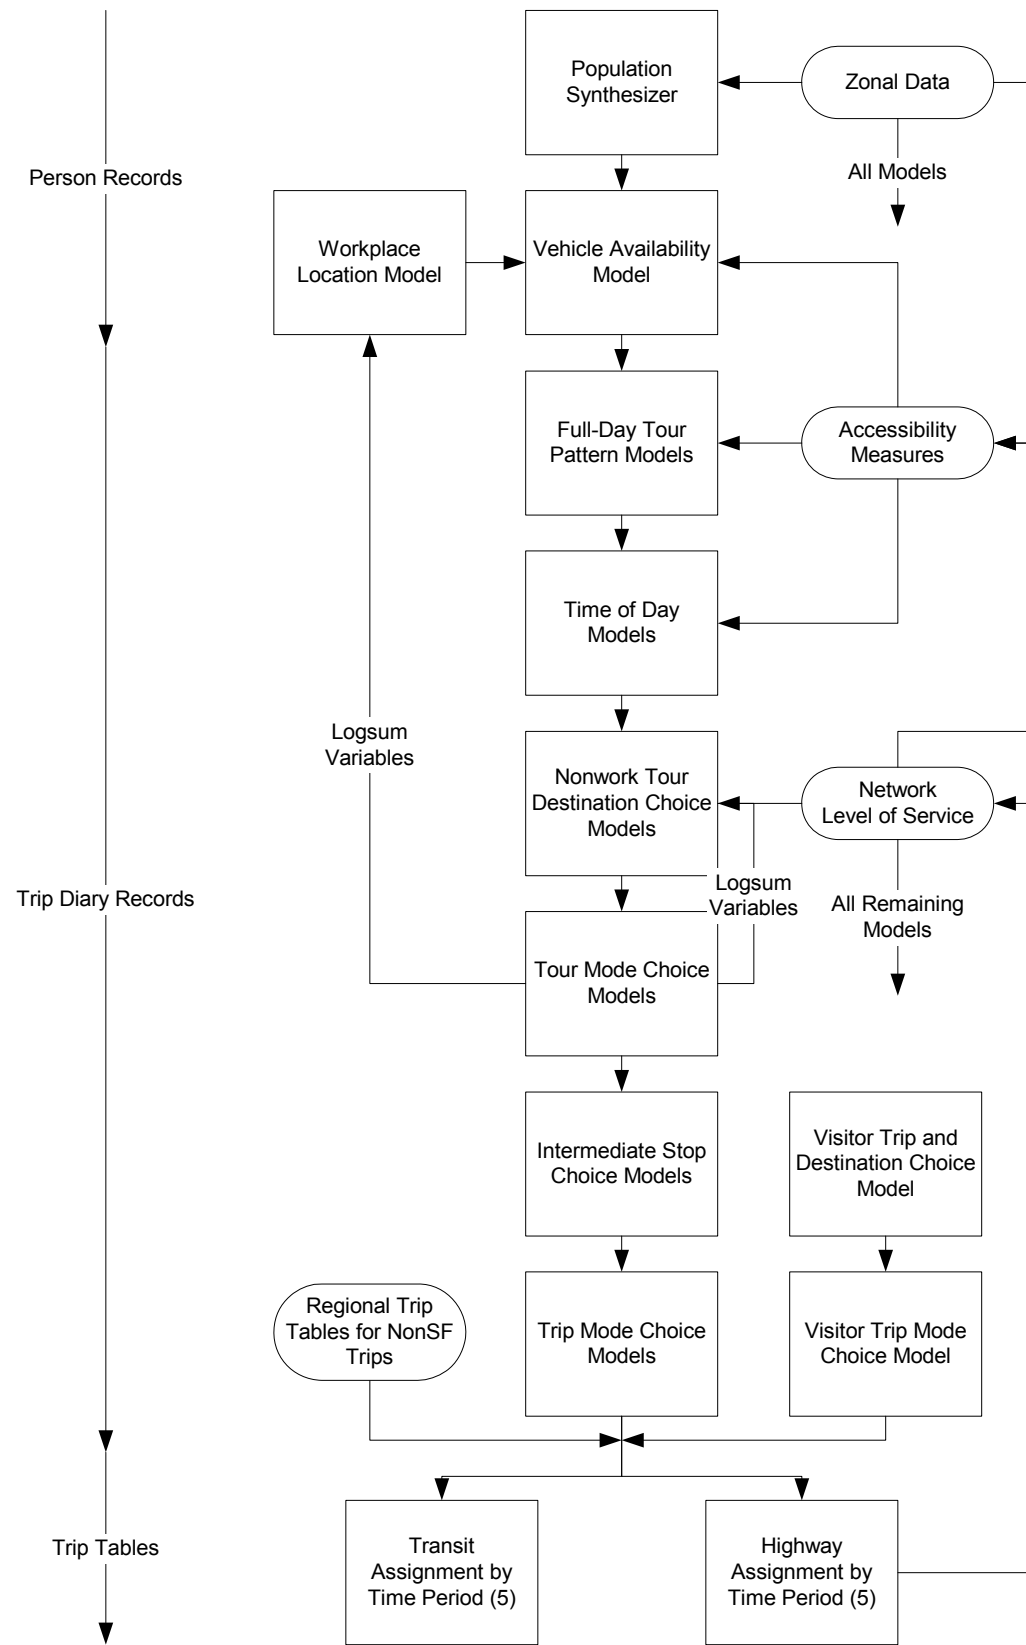 Population
Synthesizer
Zonal Data
All Models
Person Records
Workplace
Location Model
Vehicle Availability
Model
Full-Day Tour
Pattern Models
Accessibility
Measures
Time of Day
Models
Logsum
Variables
Nonwork Tour
Destination Choice
Models
Network
Level of Service
Logsum
Variables
Trip Diary Records
All Remaining
Models
Tour Mode Choice
Models
Intermediate Stop
Choice Models
Visitor Trip and
Destination Choice
Model
Regional Trip
Tables for NonSF
Trips
Trip Mode Choice
Models
Visitor Trip Mode
Choice Model
Trip Tables
Transit
Assignment by
Time Period (5)
Highway
Assignment by
Time Period (5)